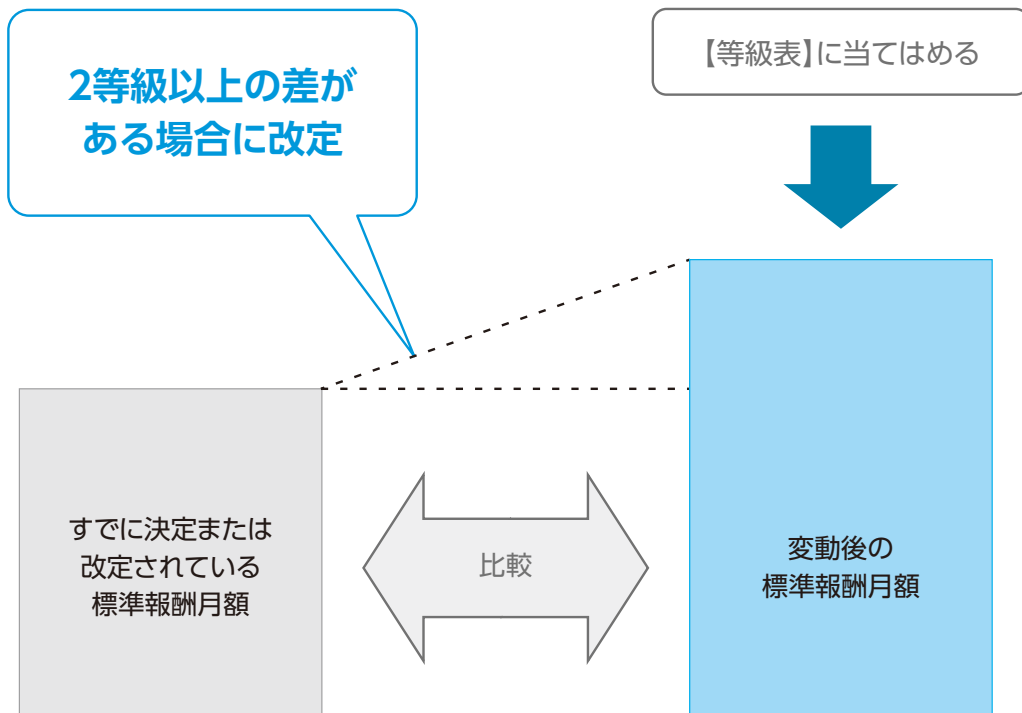 2等級以上の差が
ある場合に改定
【等級表】に当てはめる
すでに決定または
改定されている
標準報酬月額
比較
変動後の
標準報酬月額